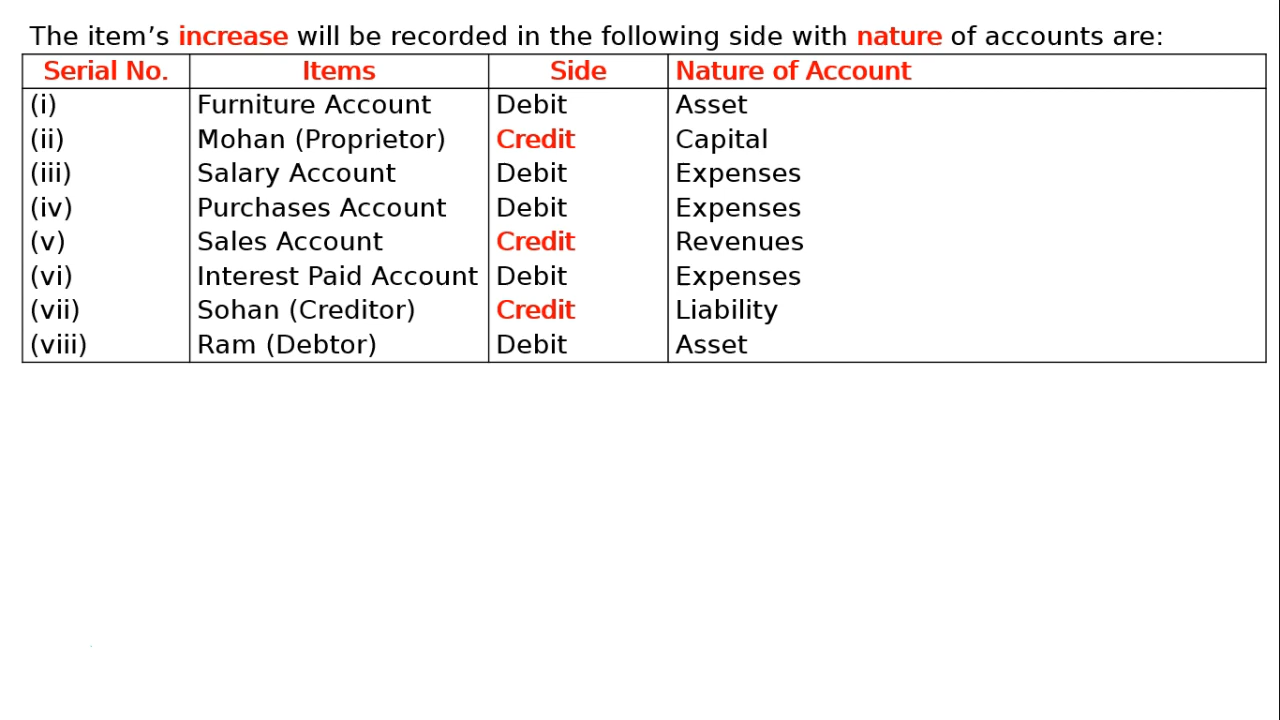 The item’s increase will be recorded in the following side with nature of accounts are:
Serial No. Items Side Nature of Account
(i) Furniture Account Debit Asset
(ii) Mohan (Proprietor) Credit Capital
(iii) Salary Account Debit Expenses
(iv) Purchases Account Debit Expenses
(v) Sales Account Credit Revenues
(vi) Interest Paid Account Debit Expenses
(vii) Sohan (Creditor) Credit Liability
(viii) Ram (Debtor) Debit Asset